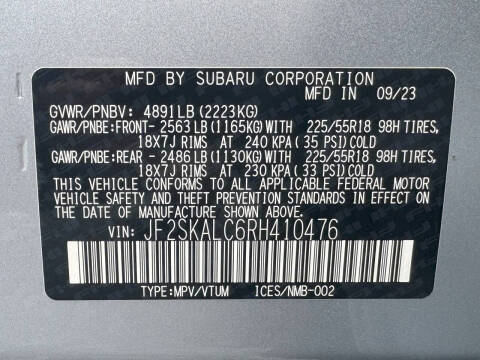 MFD BY SUBARU CORPORATION
MFD. IN 09/23
GVWR/PNBV: 4891LB(2223KG)
GAWR/PNBE:FRONT- 2563LB(1165KG)WITH 225/55R18 98H TIRES,
18X7J RIMS AT 240 KPA( 35 PSI)COLD
GAWR/PNBE:REAR - 2486LB(1130KG)WITH 225/55R18 98H TIRES,
18X7J RIMS AT 230 KPA( 33 PSI)COLD
THIS VEHICLE CONFORMS TO ALL APPLICABLE FEDERAL MOTOR
VEHICLE SAFETY AND THEFT PREVENTION STANDARDS IN EFFECT
ON THE DATE OF MANUFACTURE SHOWN ABOVE.
VIN: JF2SKALC6RH410476
TYPE:MPV/VTUM ICES/NMB-002